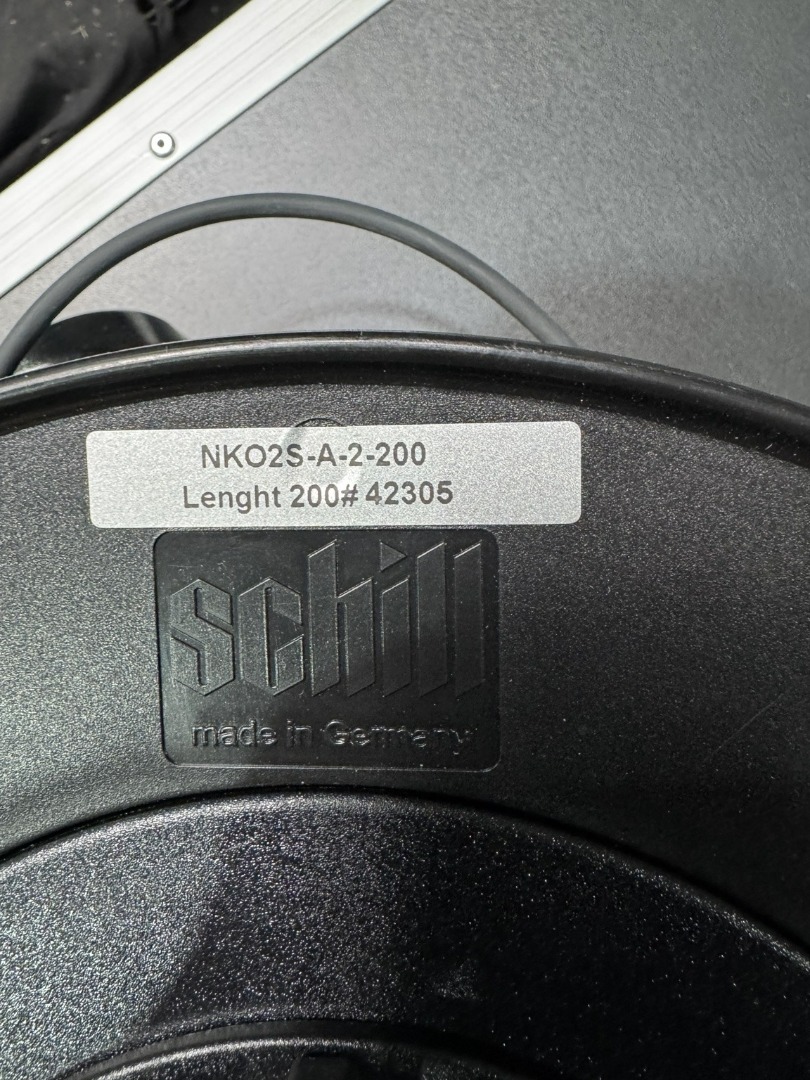 NKO2S-A-2-200
Lenght 200# 42305
schill
made in Germany